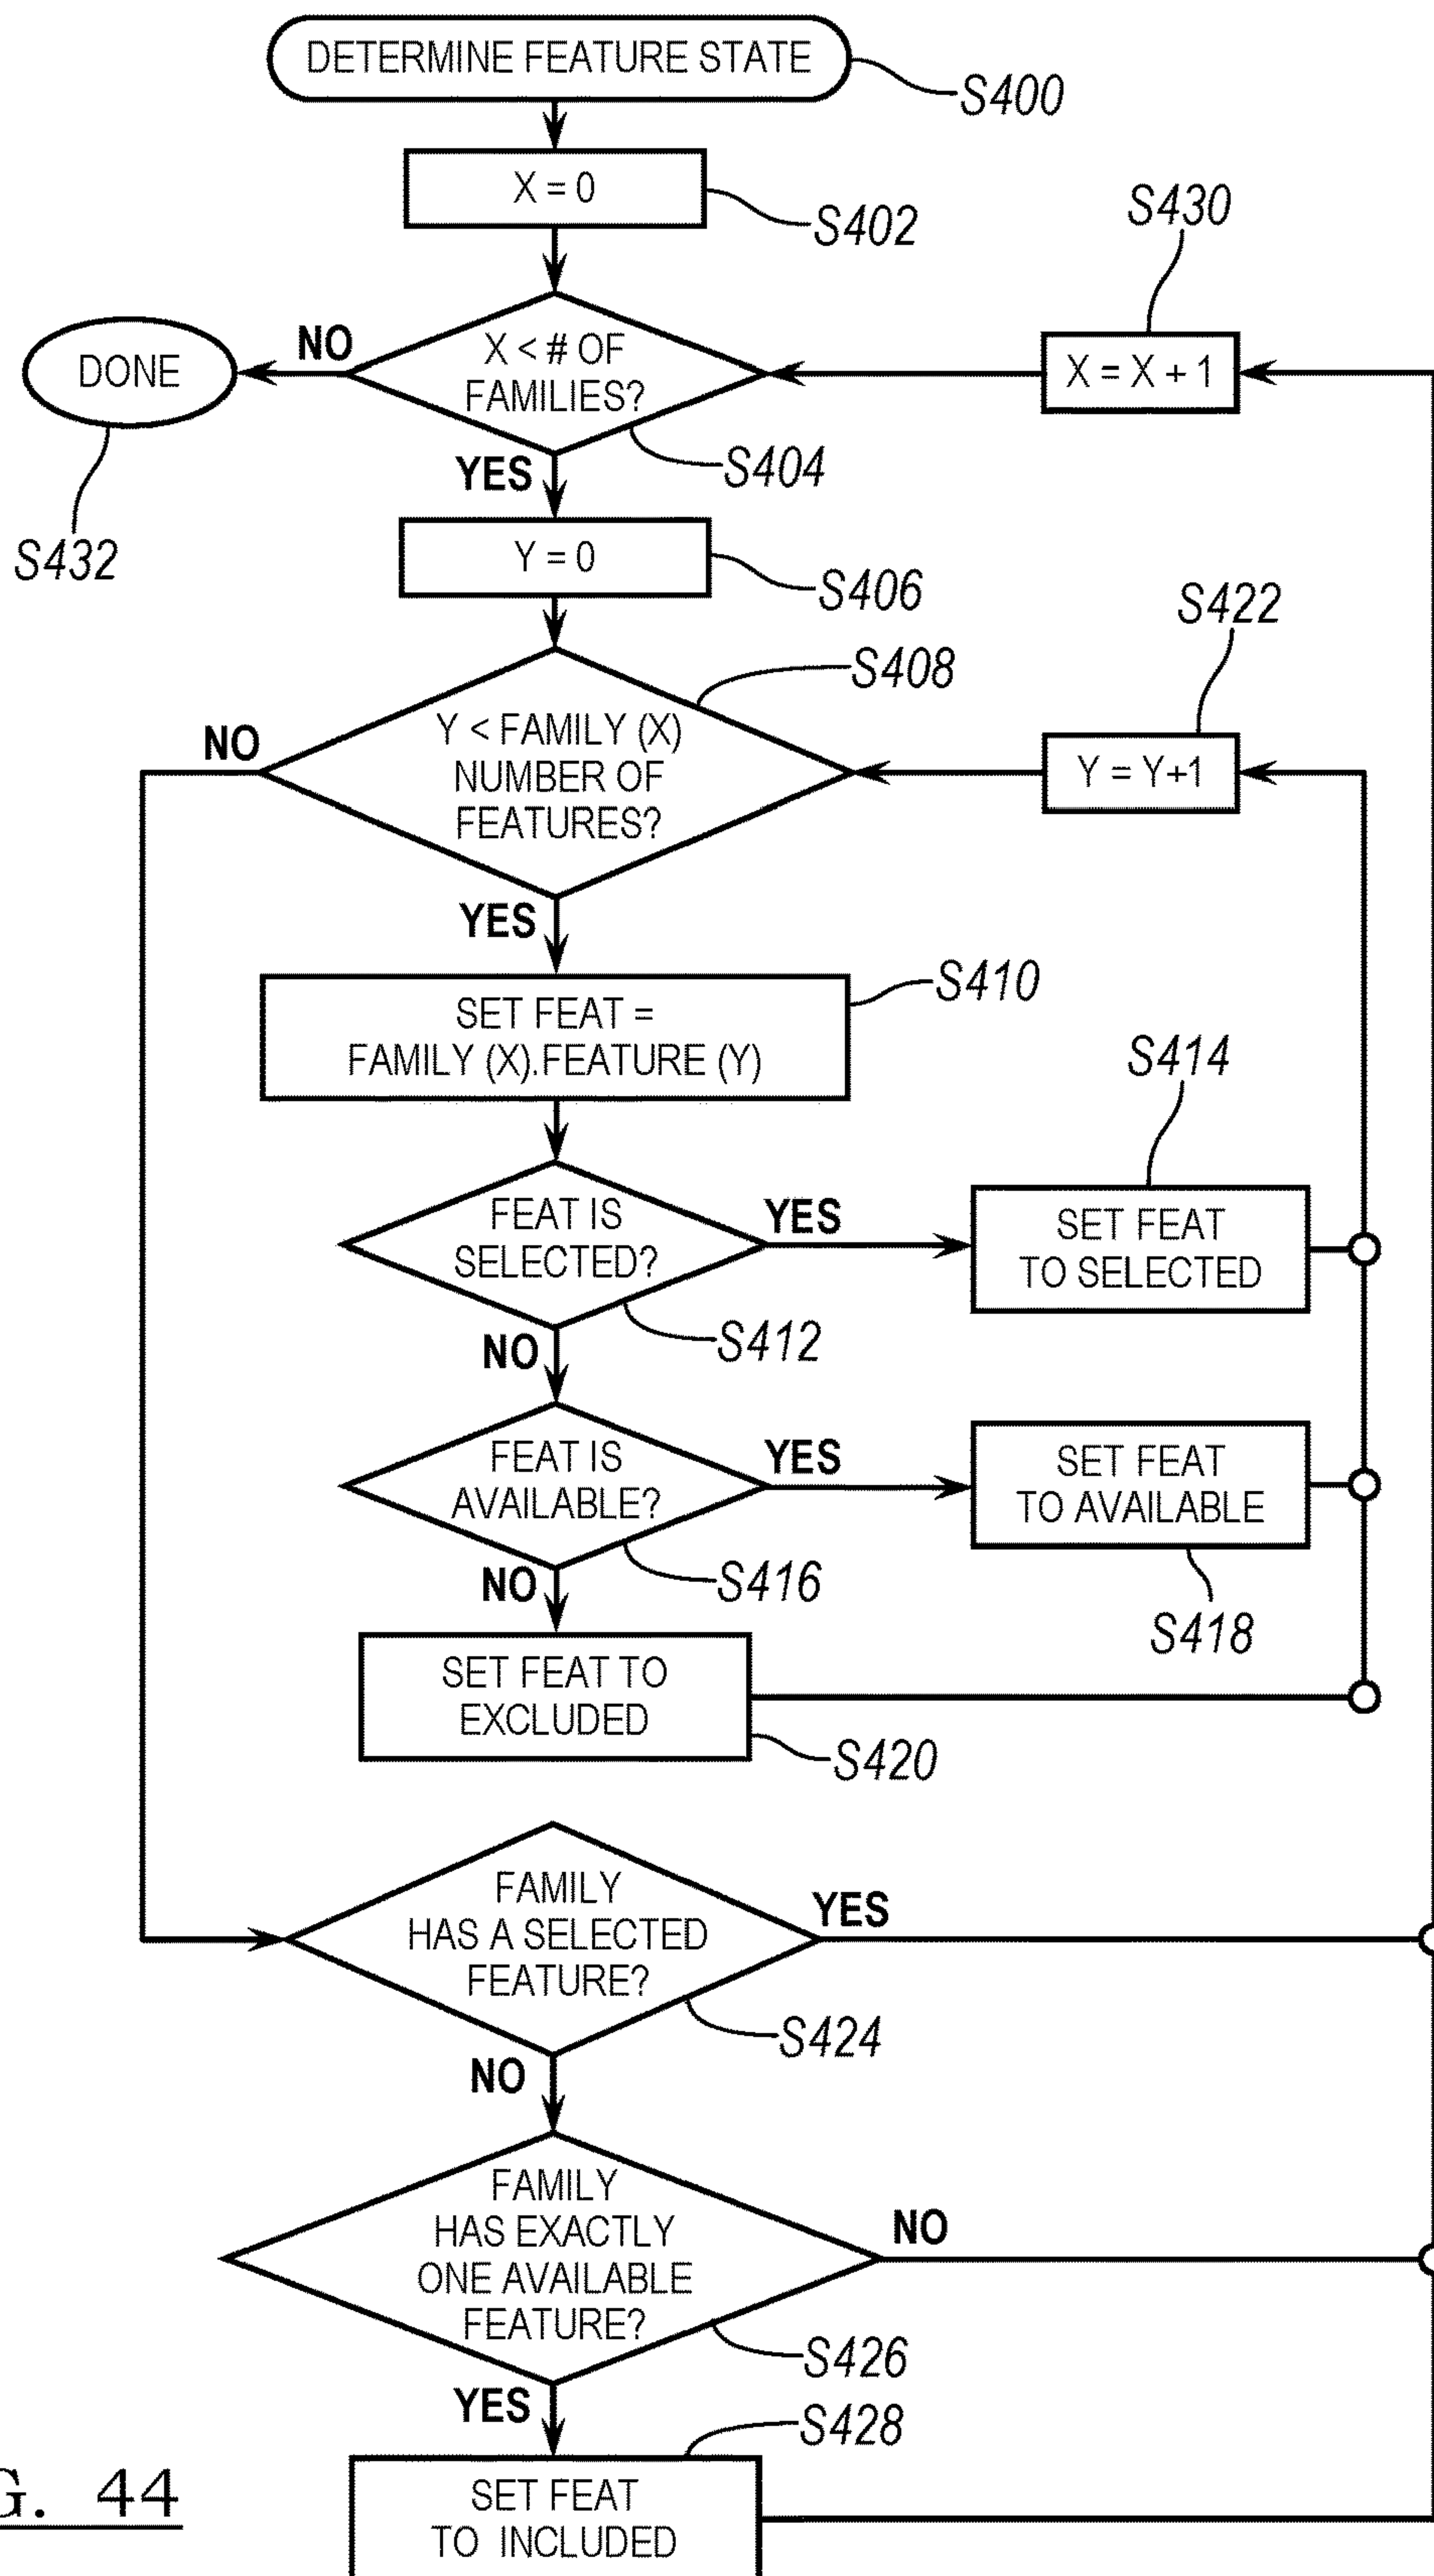 DETERMINE FEATURE STATE
S400
X = 0
S402
S430
X < # OF
FAMILIES?
NO
DONE
X = X + 1
S404
YES
S432
Y = 0
S406
S422
S408
Y < FAMILY (X)
NUMBER OF
FEATURES?
NO
Y = Y+1
YES
S410
SET FEAT =
FAMILY (X).FEATURE (Y)
S414
FEAT IS
SELECTED?
YES
SET FEAT
TO SELECTED
S412
NO
FEAT IS
AVAILABLE?
YES
SET FEAT
TO AVAILABLE
S416
NO
S418
SET FEAT TO
EXCLUDED
S420
FAMILY
HAS A SELECTED
FEATURE?
YES
S424
NO
FAMILY
HAS EXACTLY
ONE AVAILABLE
FEATURE?
NO
S426
YES
S428
SET FEAT
TO INCLUDED
G. 44